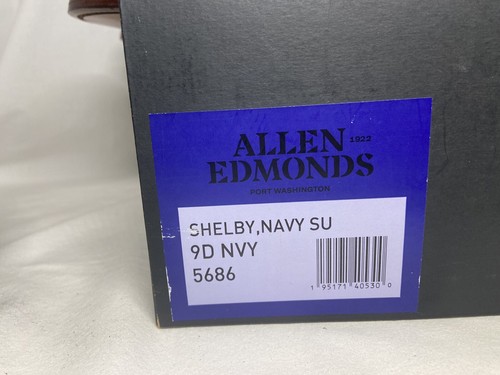 ALLEN 1922
EDMONDS
PORT WASHINGTON
SHELBY,NAVY SU
9D NVY
5686
1 95171 40530 0